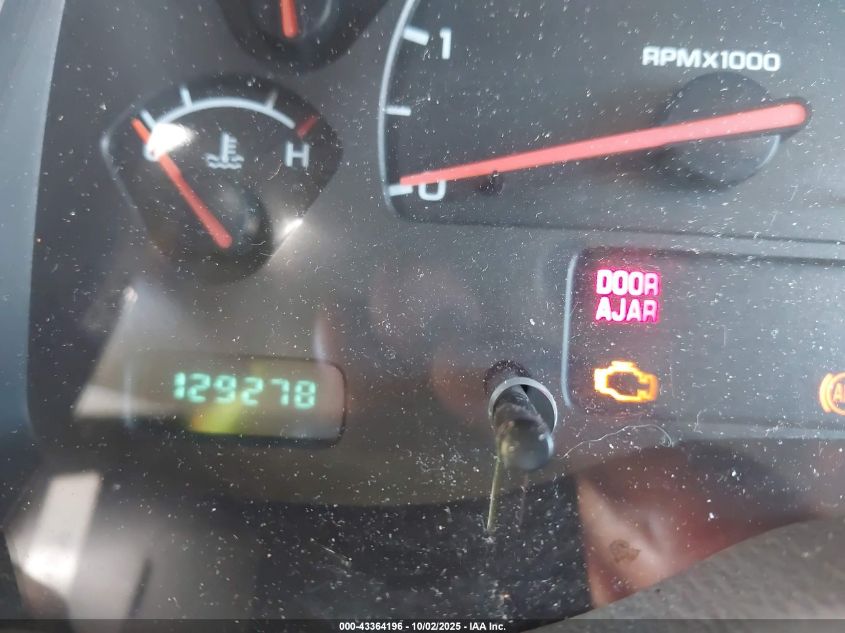 1
RPMX1000
H
0
DOOR
AJAR
129278
000-43364196 - 10/02/2025 - IAA Inc.